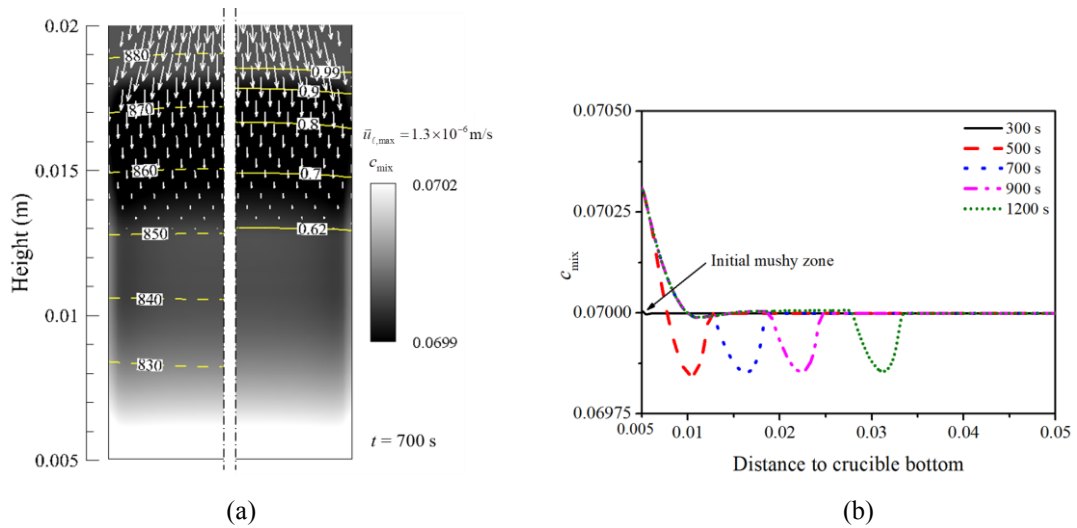 (a)
0.02
0.015
0.01
0.005
Height (m)
880
870
860
850
840
830
0.99
0.9
0.8
0.7
0.62
t = 700 s
ū_{ℓ,max} = 1.3×10⁻⁶ m/s
c_mix
0.0702
0.0699
(a)
(b)
0.07050
0.07025
0.07000
0.06975
c_mix
300 s
500 s
700 s
900 s
1200 s
Initial mushy zone
0.005
0.01
0.02
0.03
0.04
0.05
Distance to crucible bottom
(b)